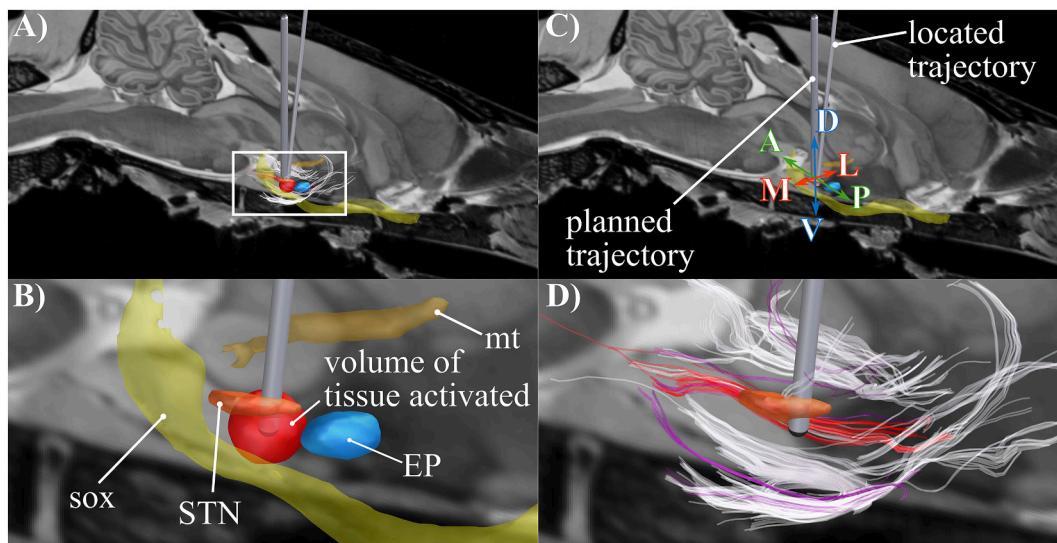 A)
C)
located
trajectory
D
A
L
M
P
planned
trajectory
V
B)
mt
volume of
tissue activated
EP
sox
STN
D)